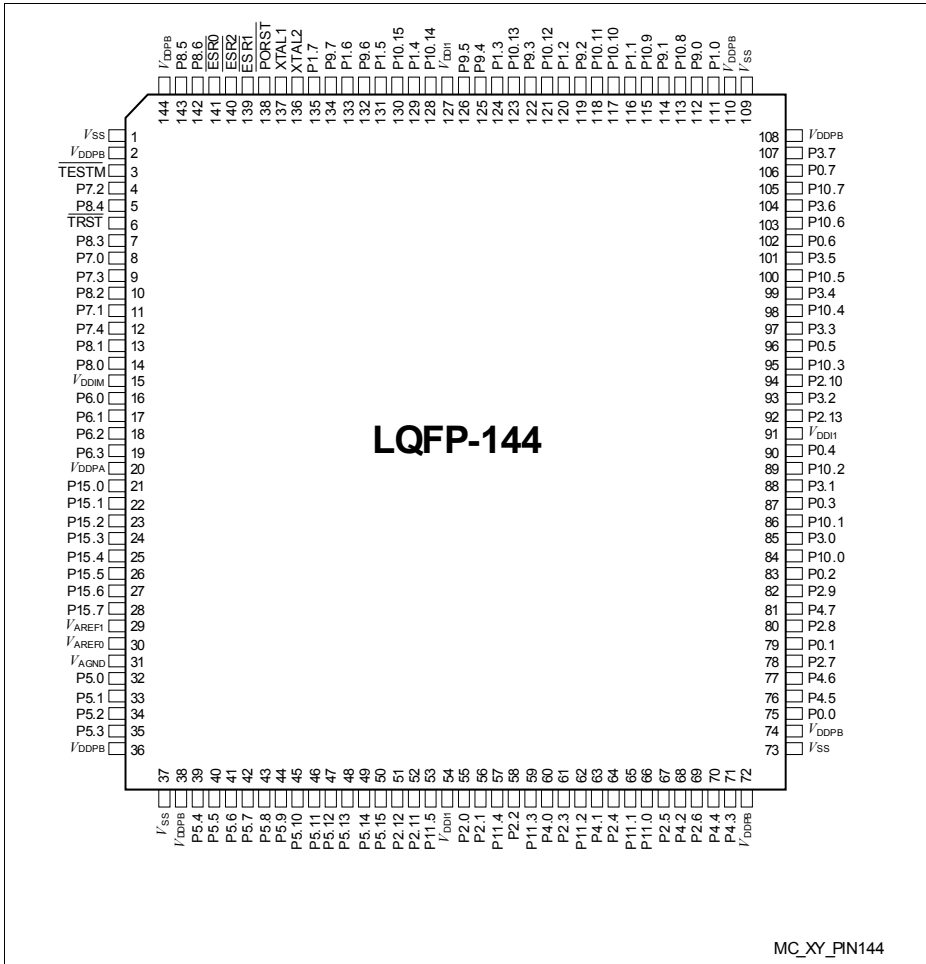 VDDPB
P8.5
P8.6
ESR0
ESR2
ESR1
PORST
XTAL1
XTAL2
P1.7
P9.7
P1.6
P9.6
P1.5
P10.15
P1.4
P10.14
VDDI1
P9.5
P9.4
P1.3
P10.13
P9.3
P10.12
P1.2
P9.2
P10.11
P10.10
P1.1
P10.9
P9.1
P10.8
P9.0
P1.0
VDDPB
VSS
144
143
142
141
140
139
138
137
136
135
134
133
132
131
130
129
128
127
126
125
124
123
122
121
120
119
118
117
116
115
114
113
112
111
110
109
VSS 1
VDDPB 2
TESTM 3
P7.2 4
P8.4 5
TRST 6
P8.3 7
P7.0 8
P7.3 9
P8.2 10
P7.1 11
P7.4 12
P8.1 13
P8.0 14
VDDIM 15
P6.0 16
P6.1 17
P6.2 18
P6.3 19
VDDPA 20
P15.0 21
P15.1 22
P15.2 23
P15.3 24
P15.4 25
P15.5 26
P15.6 27
P15.7 28
VAREF1 29
VAREF0 30
VAGND 31
P5.0 32
P5.1 33
P5.2 34
P5.3 35
VDDPB 36
LQFP-144
108 VDDPB
107 P3.7
106 P0.7
105 P10.7
104 P3.6
103 P10.6
102 P0.6
101 P3.5
100 P10.5
99 P3.4
98 P10.4
97 P3.3
96 P0.5
95 P10.3
94 P2.10
93 P3.2
92 P2.13
91 VDDI1
90 P0.4
89 P10.2
88 P3.1
87 P0.3
86 P10.1
85 P3.0
84 P10.0
83 P0.2
82 P2.9
81 P4.7
80 P2.8
79 P0.1
78 P2.7
77 P4.6
76 P4.5
75 P0.0
74 VDDPB
73 VSS
37
38
39
40
41
42
43
44
45
46
47
48
49
50
51
52
53
54
55
56
57
58
59
60
61
62
63
64
65
66
67
68
69
70
71
72
VSS
VDDPB
P5.4
P5.5
P5.6
P5.7
P5.8
P5.9
P5.10
P5.11
P5.12
P5.13
P5.14
P5.15
P2.12
P2.11
P11.5
VDDI1
P2.0
P2.1
P11.4
P2.2
P11.3
P4.0
P2.3
P11.2
P4.1
P2.4
P11.1
P11.0
P2.5
P4.2
P2.6
P4.4
P4.3
VDDPB
MC_XY_PIN144